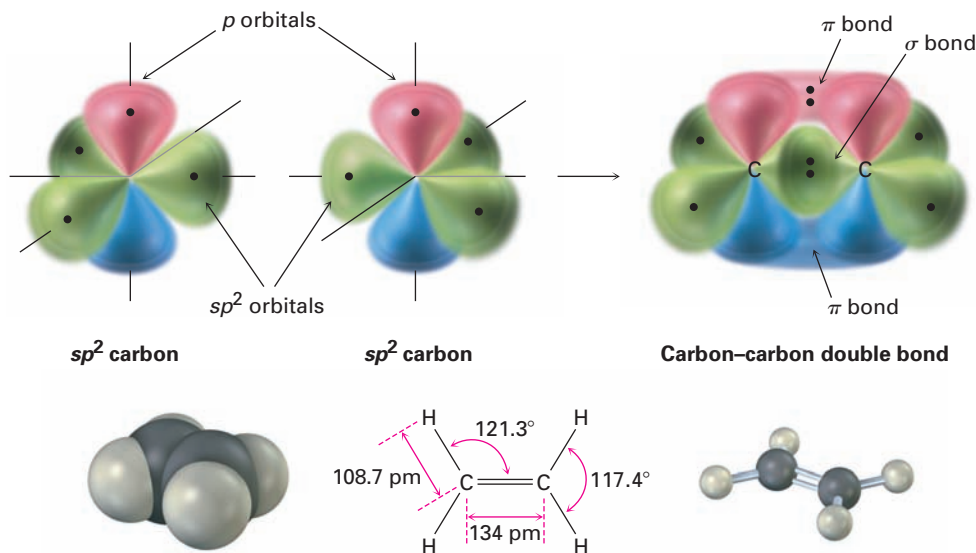 p orbitals
π bond
σ bond
C
C
sp² orbitals
π bond
sp² carbon
sp² carbon
Carbon–carbon double bond
H
H
121.3°
108.7 pm
C
C
117.4°
134 pm
H
H